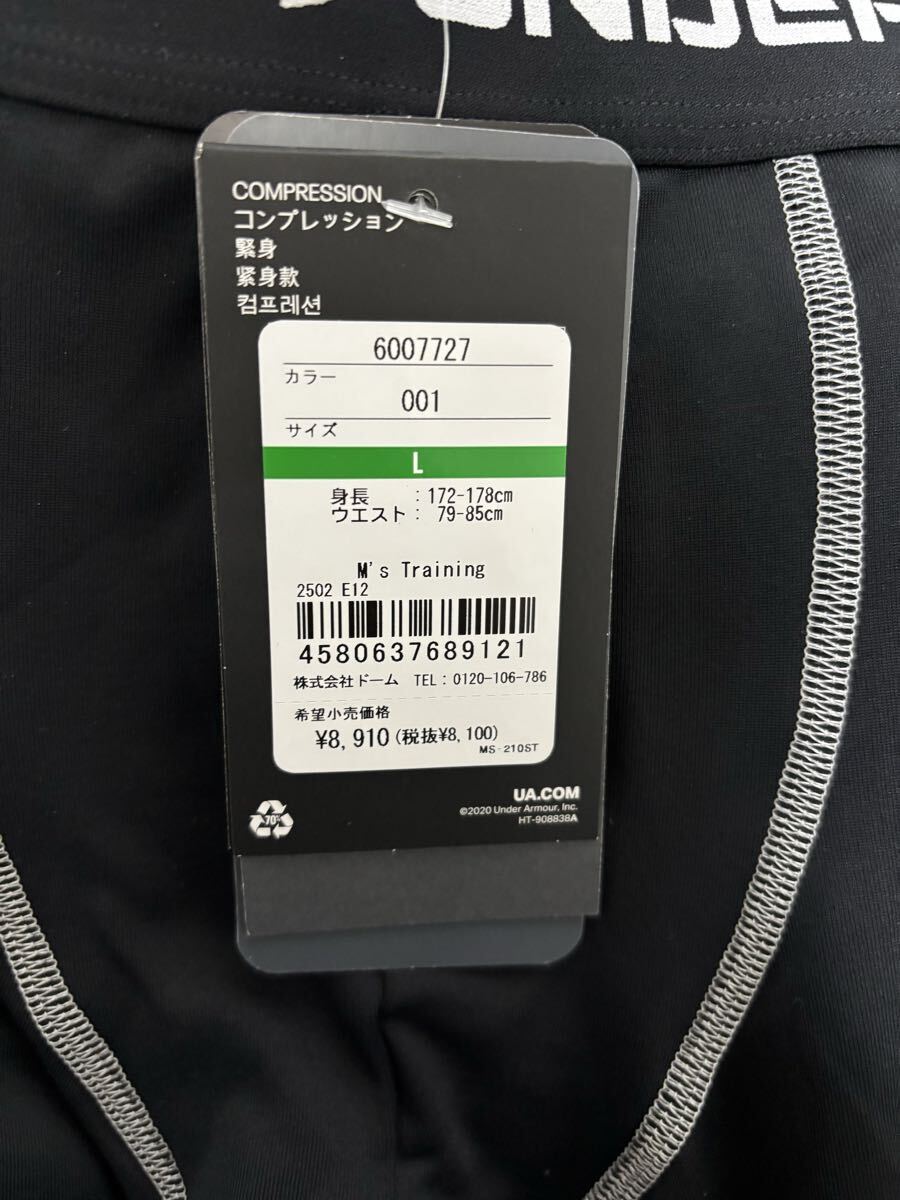 UNDER
COMPRESSION
コンプレッション
緊身
紧身款
컴프레션
6007727
カラー
001
サイズ
L
身長 : 172-178cm
ウエスト : 79-85cm
M's Training
2502 E12
4580637689121
株式会社ドーム TEL : 0120-106-786
希望小売価格
¥8,910 (税抜¥8,100)
MS-210ST
UA.COM
©2020 Under Armour, Inc.
HT-908838A
70%